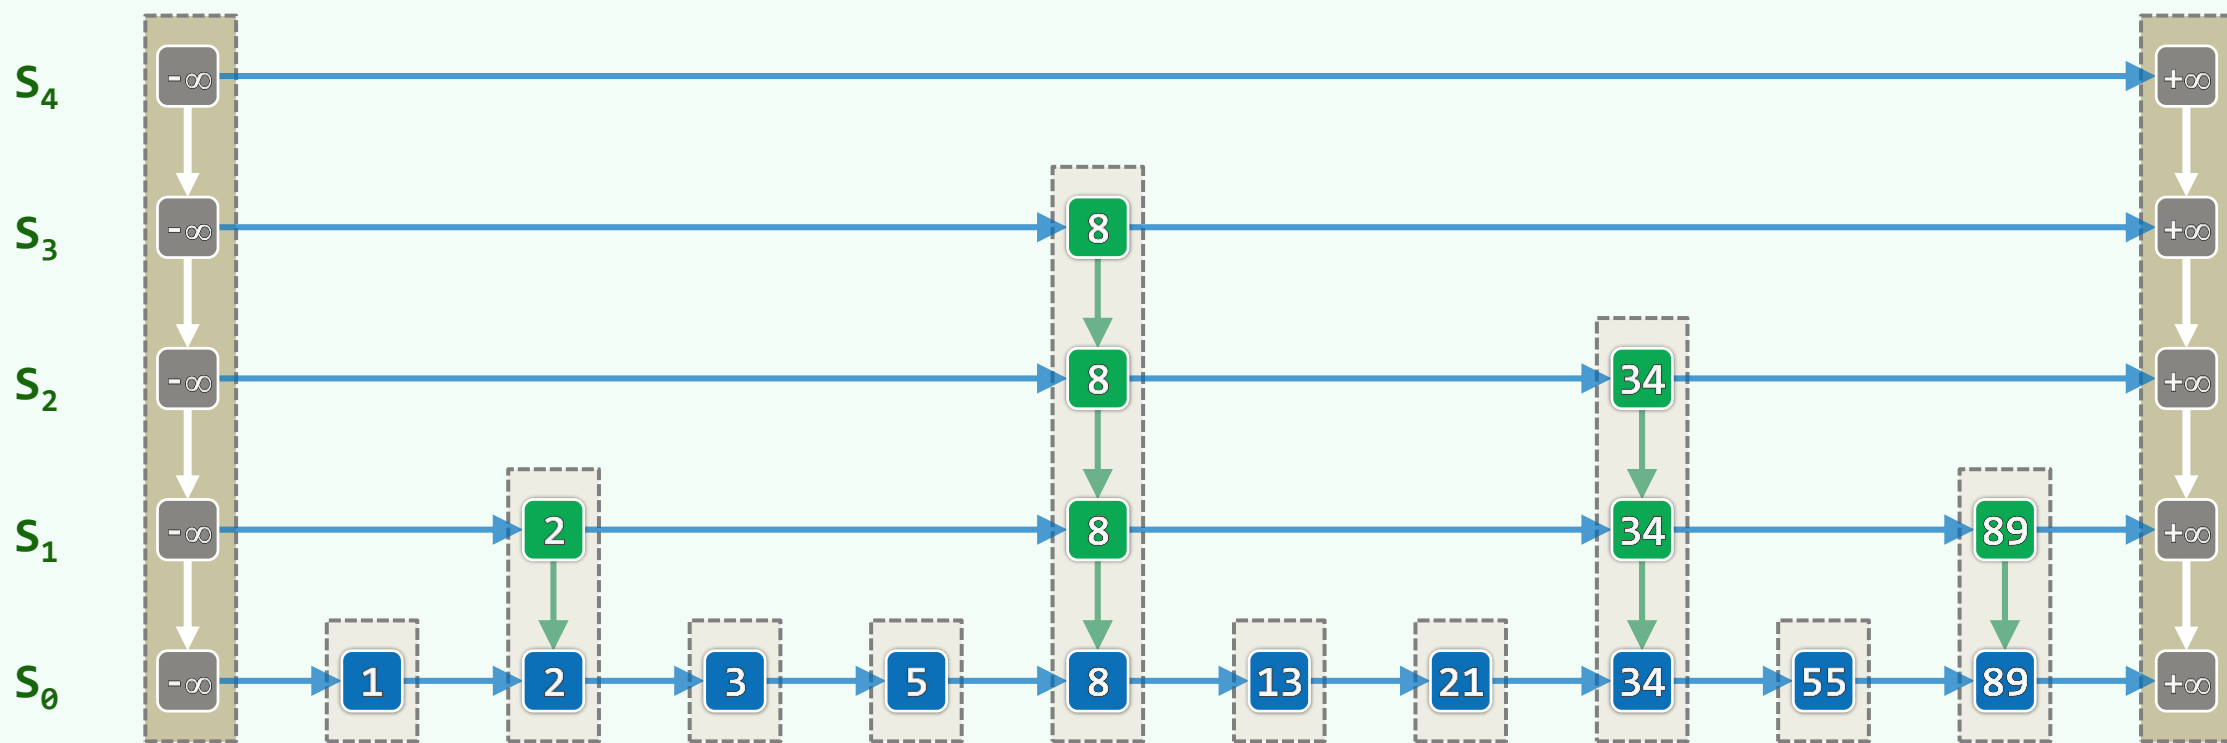 S₄ -∞ +∞
S₃ -∞ 8 +∞
S₂ -∞ 8 34 +∞
S₁ -∞ 2 8 34 89 +∞
S₀ -∞ 1 2 3 5 8 13 21 34 55 89 +∞